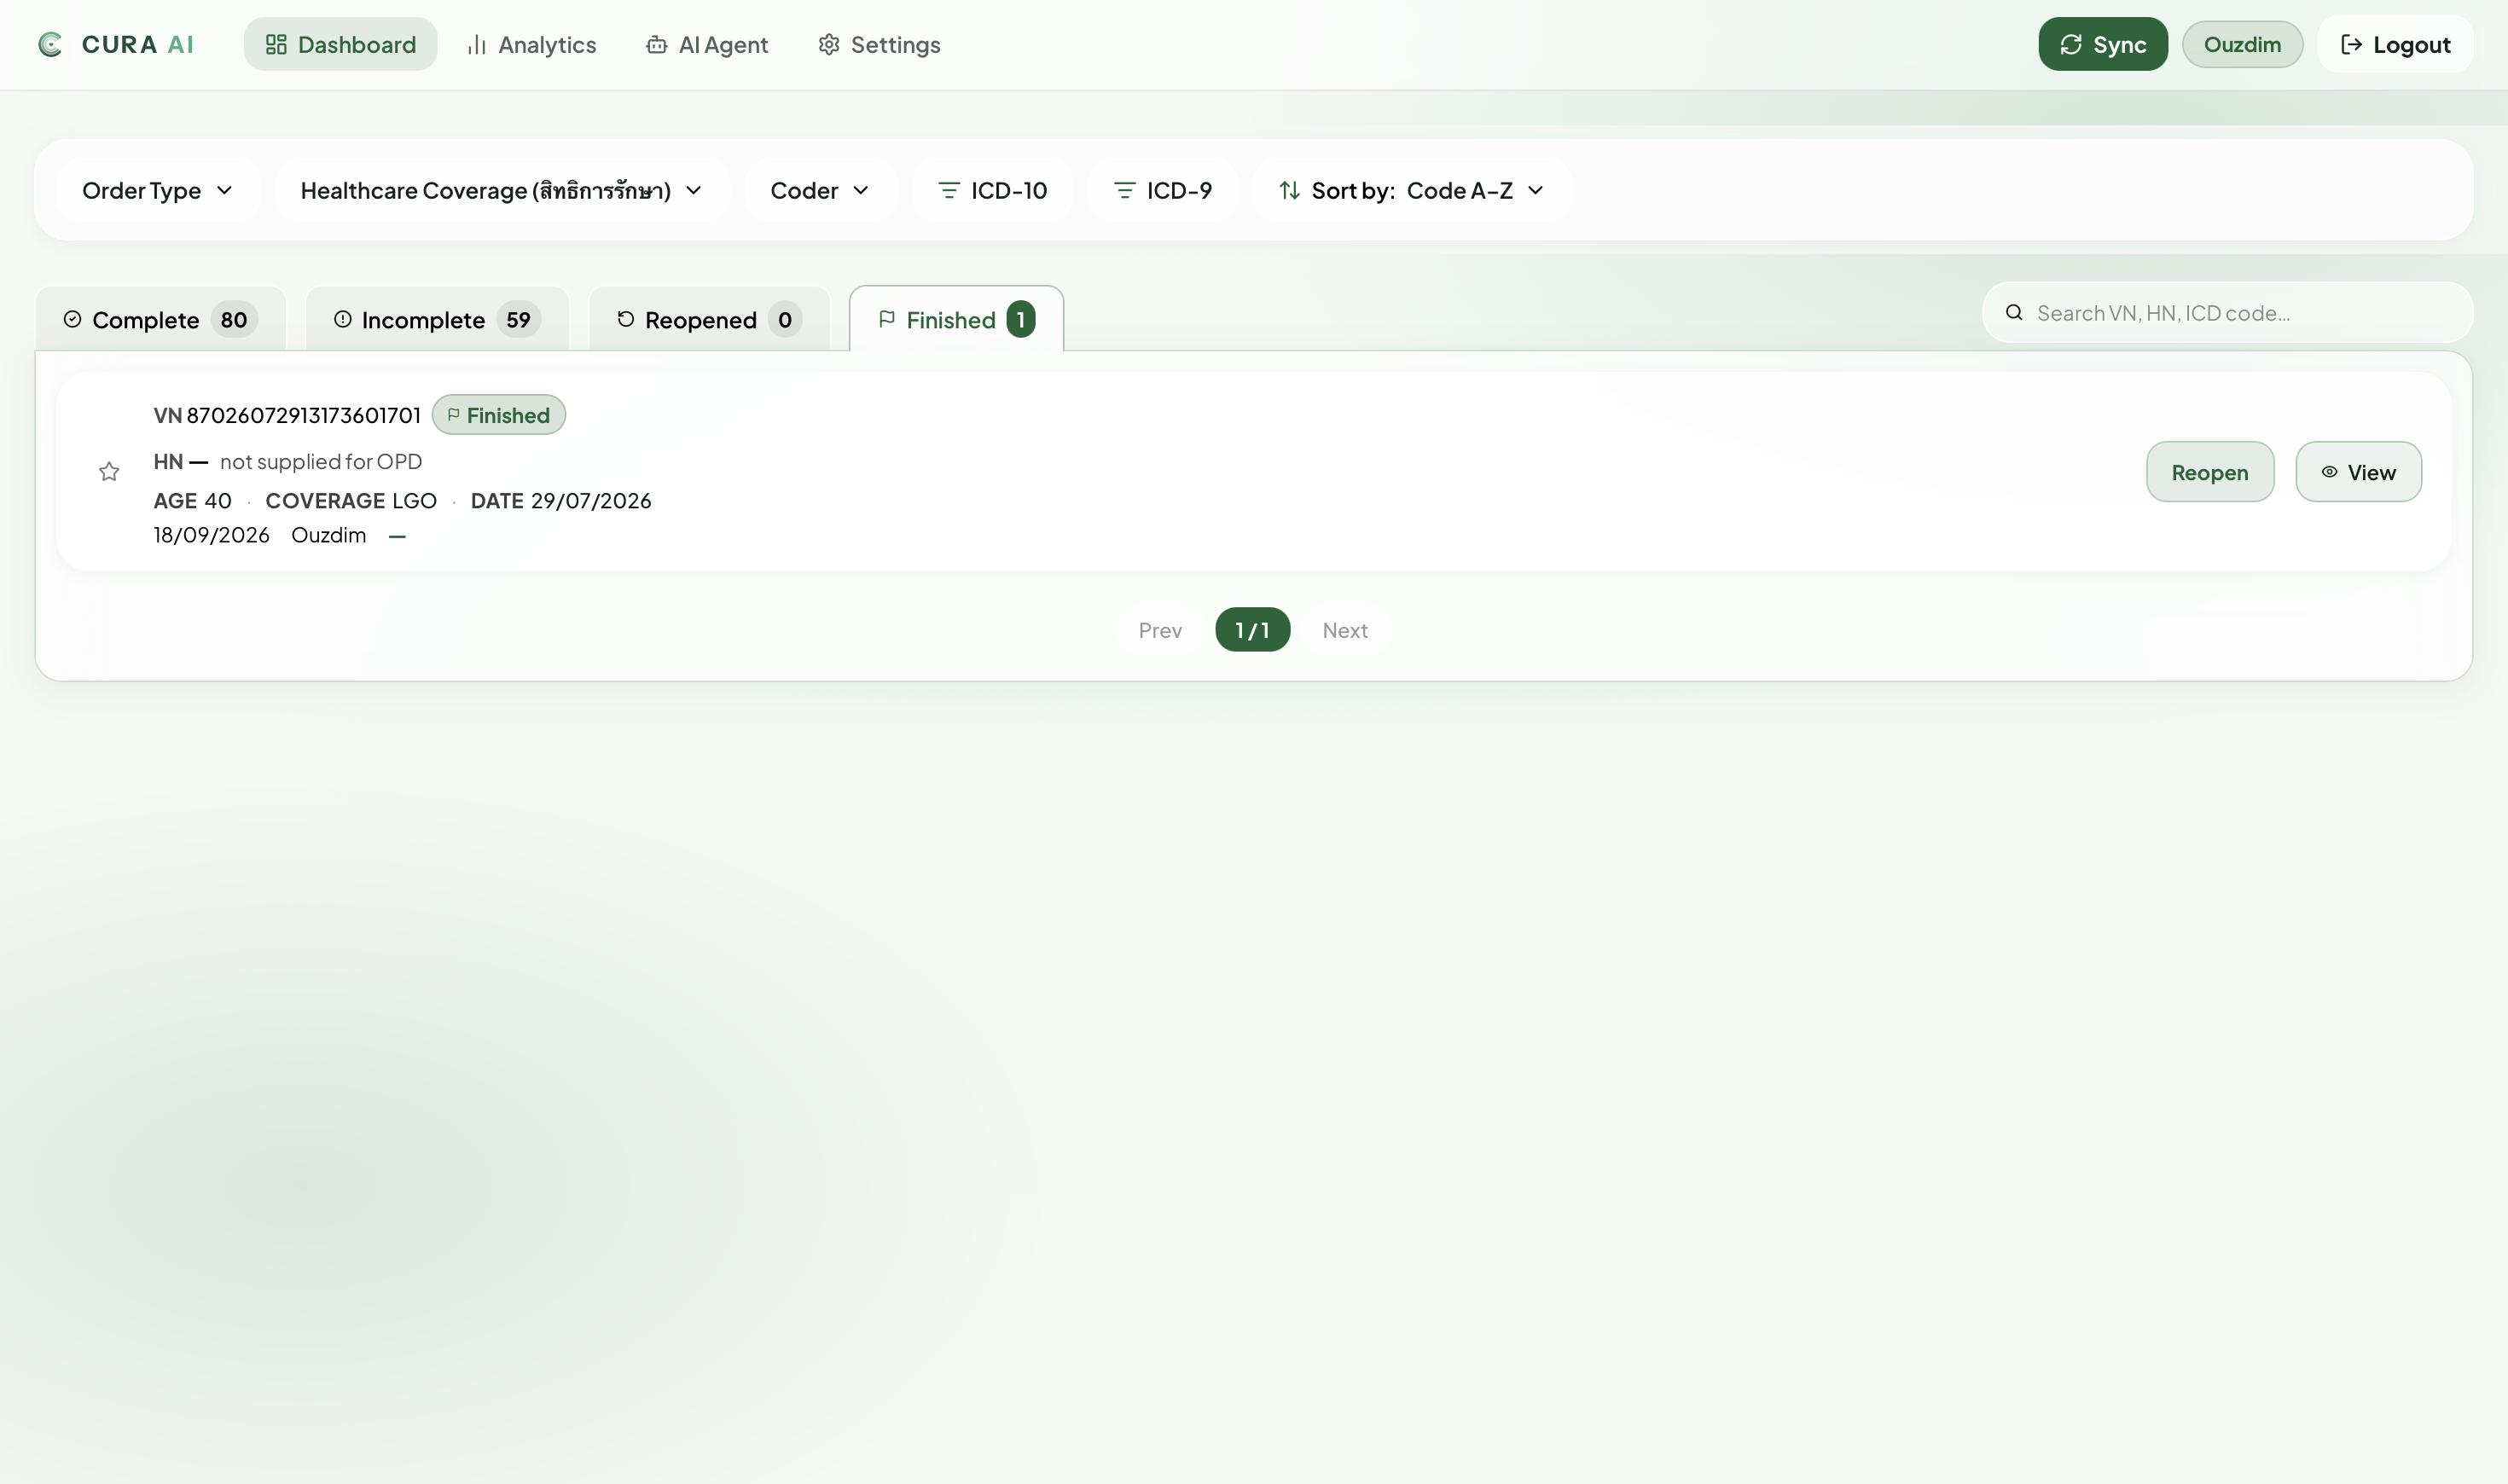 CURA AI
Dashboard
Analytics
AI Agent
Settings
Sync
Ouzdim
Logout
Order Type
Healthcare Coverage (สิทธิการรักษา)
Coder
ICD-10
ICD-9
Sort by: Code A–Z
Complete 80
Incomplete 59
Reopened 0
Finished 1
Search VN, HN, ICD code...
VN 87026072913173601701 Finished
HN — not supplied for OPD
AGE 40 · COVERAGE LGO · DATE 29/07/2026
18/09/2026 Ouzdim —
Reopen
View
Prev
1 / 1
Next